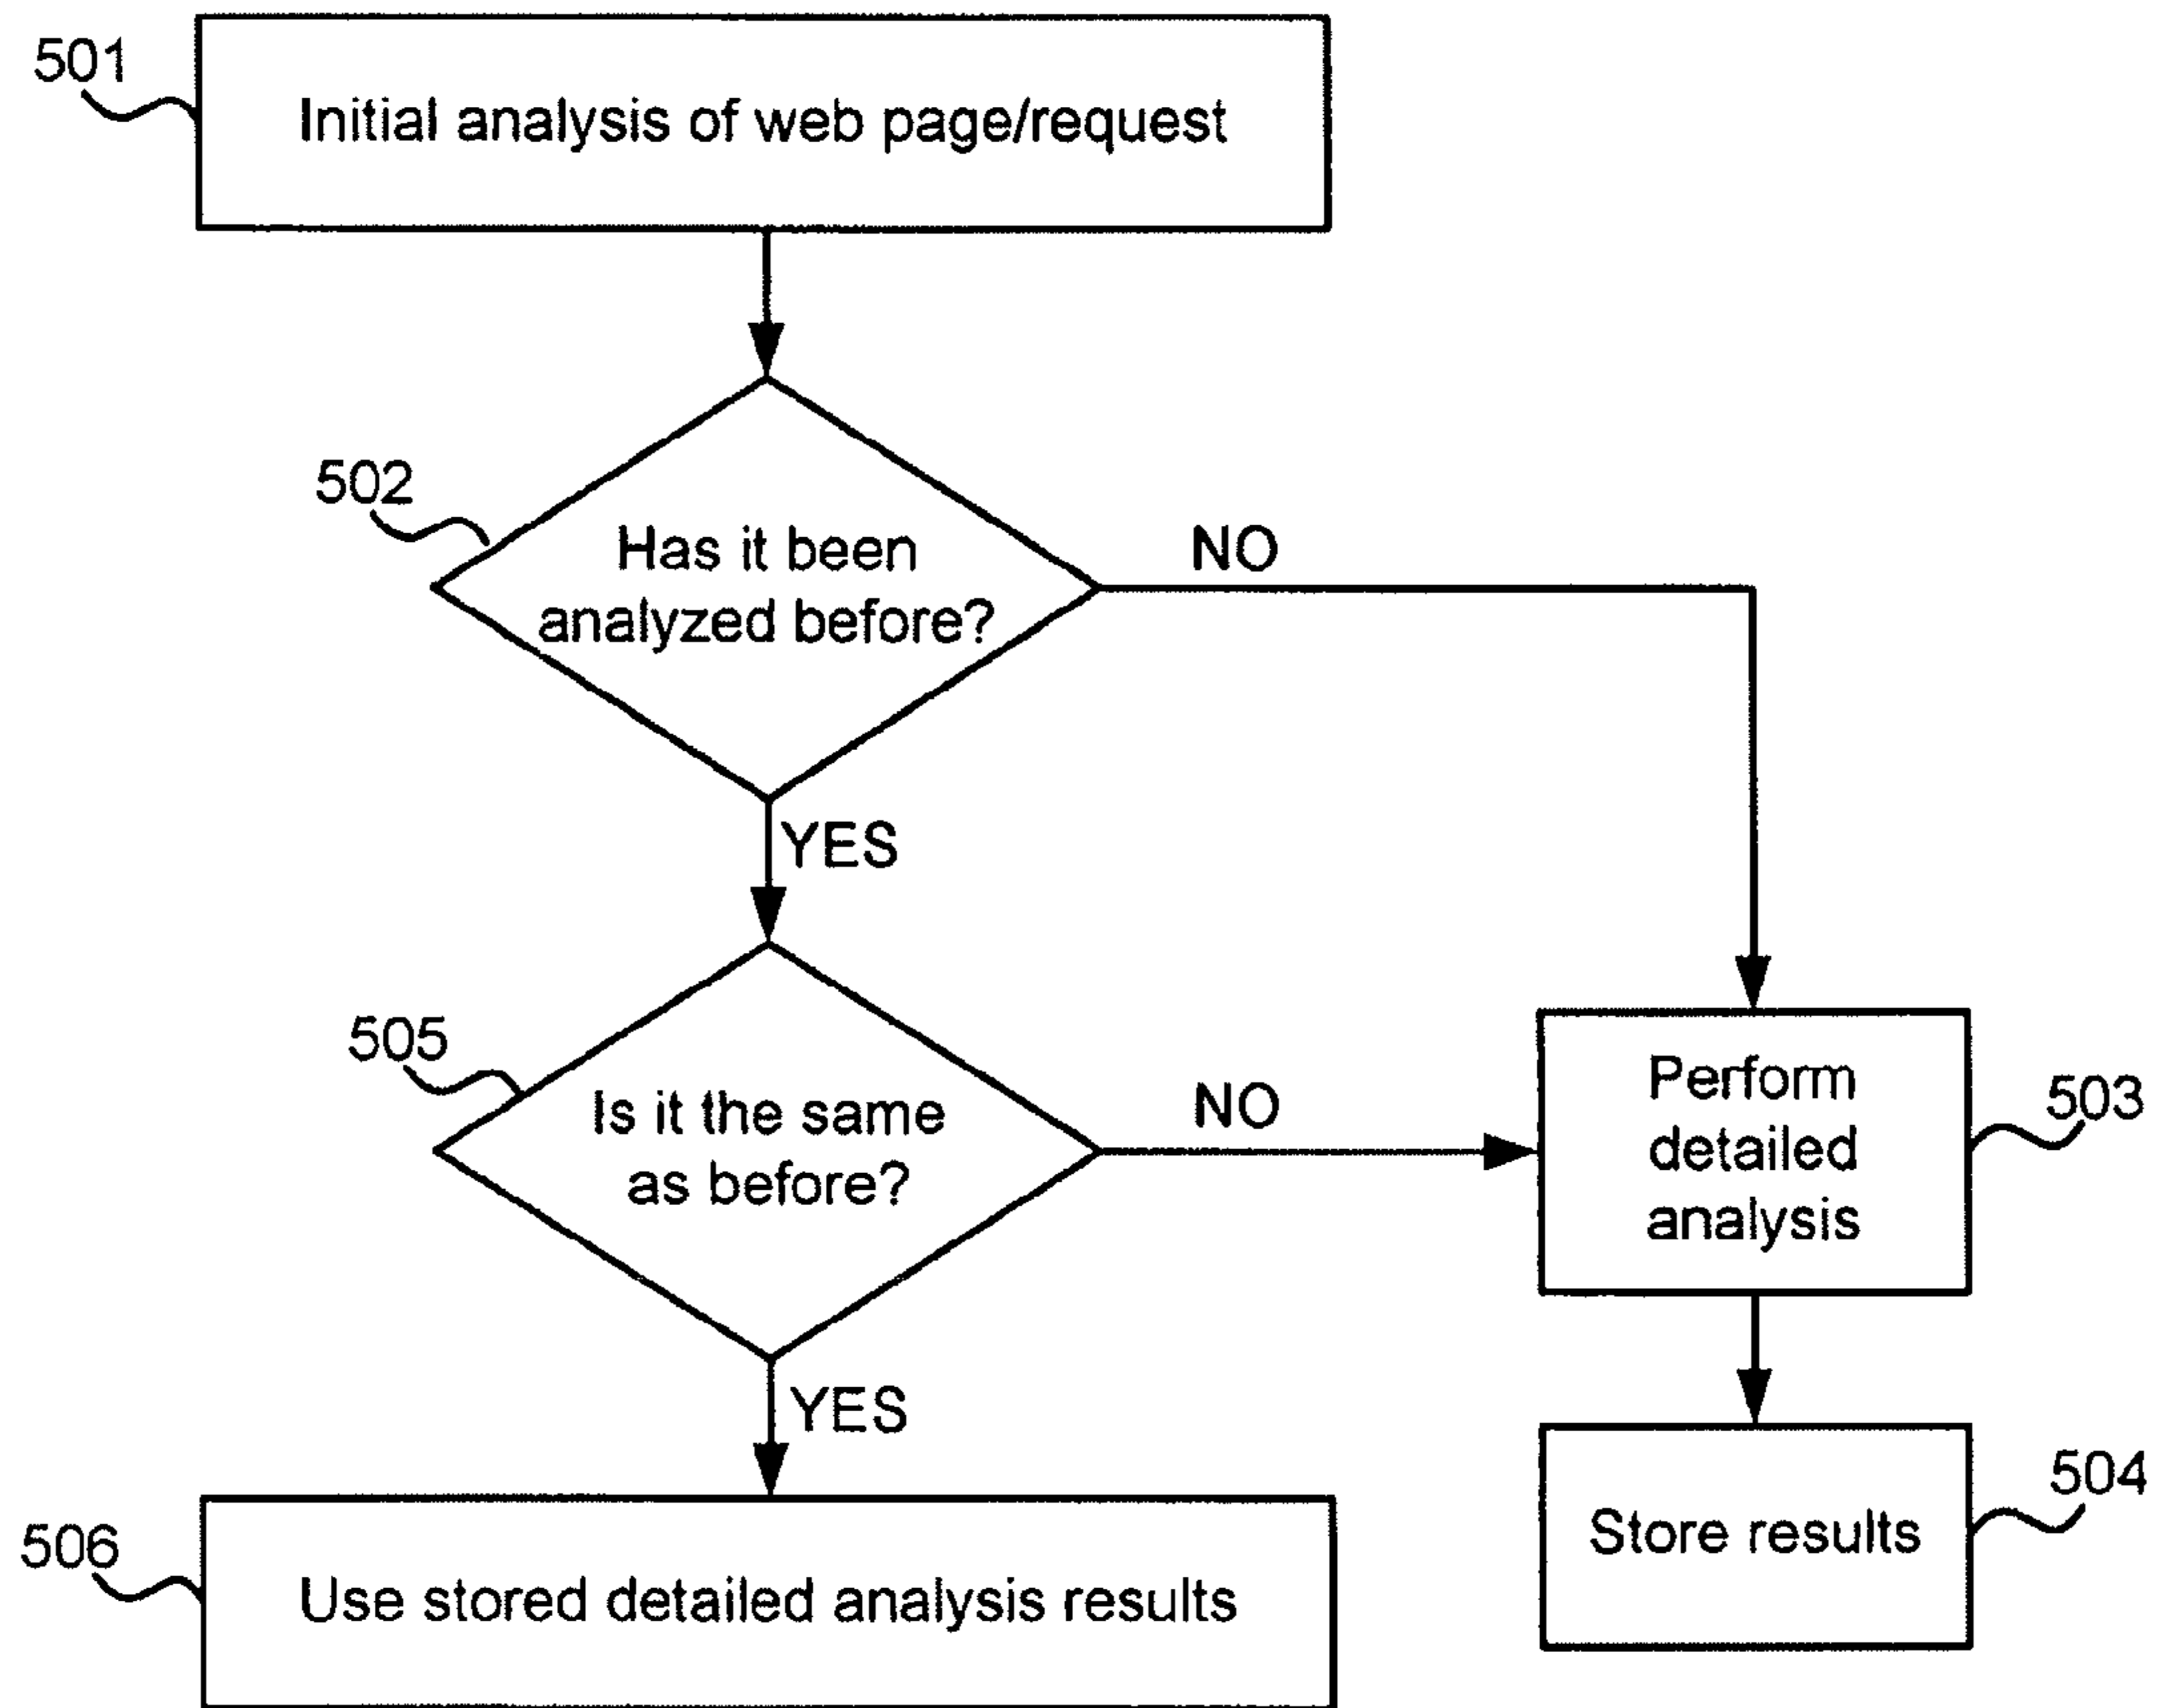 501
Initial analysis of web page/request
502
Has it been
analyzed before?
NO
YES
505
Is it the same
as before?
NO
Perform
detailed
analysis
503
YES
504
Store results
506
Use stored detailed analysis results